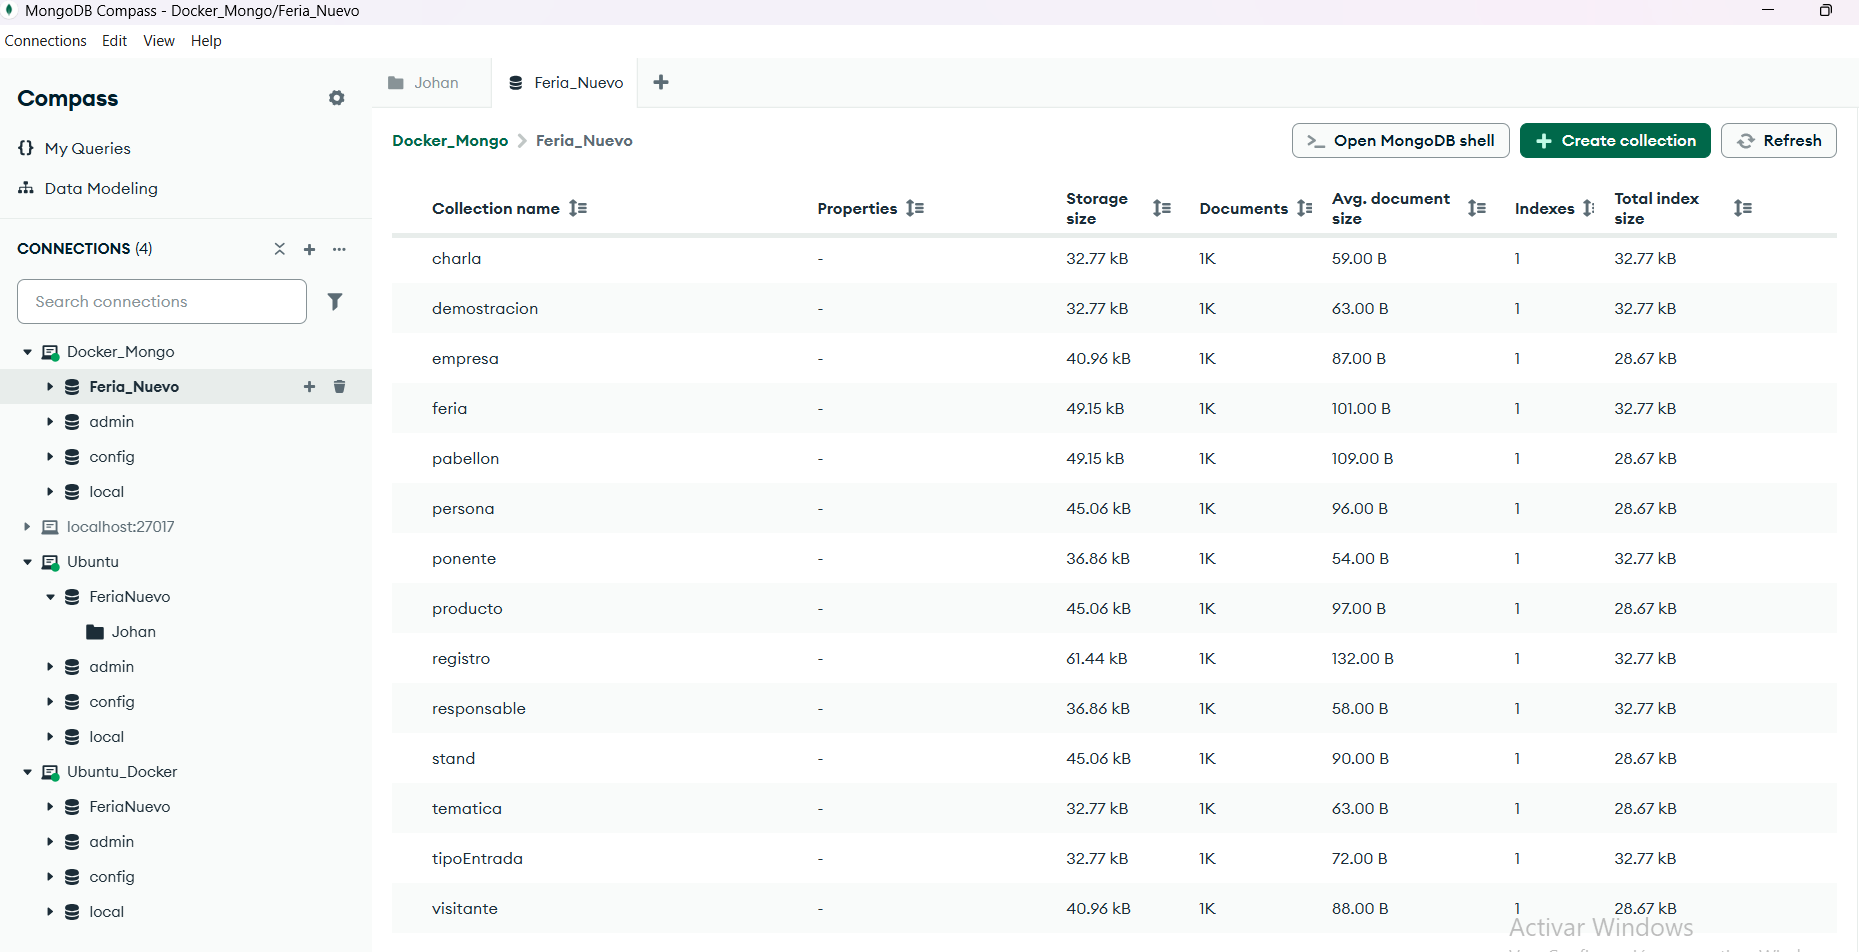 MongoDB Compass - Docker_Mongo/Feria_Nuevo
Connections Edit View Help
Compass
My Queries
Data Modeling
CONNECTIONS (4)
Search connections
Docker_Mongo
Feria_Nuevo
admin
config
local
localhost:27017
Ubuntu
FeriaNuevo
Johan
admin
config
local
Ubuntu_Docker
FeriaNuevo
admin
config
local
Johan Feria_Nuevo
Docker_Mongo > Feria_Nuevo
>_ Open MongoDB shell + Create collection Refresh
Collection name Properties Storage size Documents Avg. document size Indexes Total index size
charla - 32.77 kB 1K 59.00 B 1 32.77 kB
demostracion - 32.77 kB 1K 63.00 B 1 32.77 kB
empresa - 40.96 kB 1K 87.00 B 1 28.67 kB
feria - 49.15 kB 1K 101.00 B 1 32.77 kB
pabellon - 49.15 kB 1K 109.00 B 1 28.67 kB
persona - 45.06 kB 1K 96.00 B 1 28.67 kB
ponente - 36.86 kB 1K 54.00 B 1 32.77 kB
producto - 45.06 kB 1K 97.00 B 1 28.67 kB
registro - 61.44 kB 1K 132.00 B 1 32.77 kB
responsable - 36.86 kB 1K 58.00 B 1 32.77 kB
stand - 45.06 kB 1K 90.00 B 1 28.67 kB
tematica - 32.77 kB 1K 63.00 B 1 28.67 kB
tipoEntrada - 32.77 kB 1K 72.00 B 1 32.77 kB
visitante - 40.96 kB 1K 88.00 B 1 28.67 kB
Activar Windows